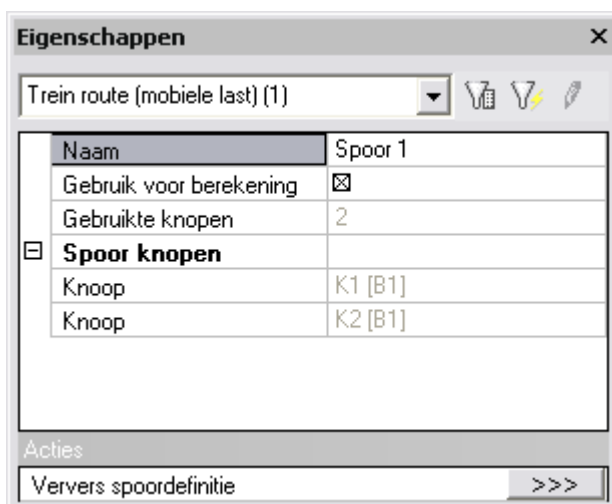 Eigenschappen
Trein route (mobiele last) (1)
Naam Spoor 1
Gebruik voor berekening
Gebruikte knopen 2
Spoor knopen
Knoop K1 [B1]
Knoop K2 [B1]
Acties
Ververs spoordefinitie >>>